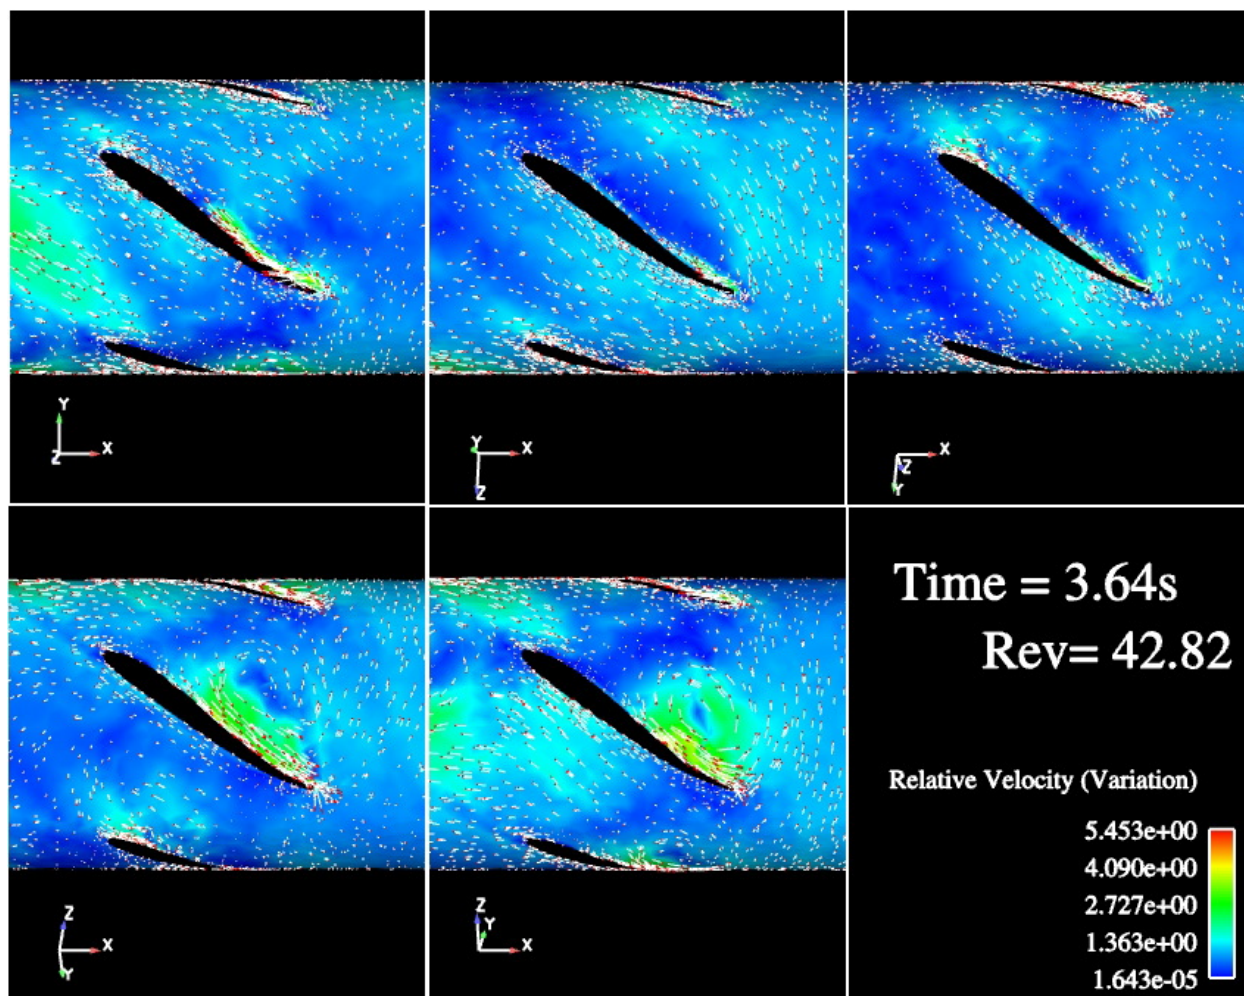 Y
Z X
Y X
Z
X
Z
Y
Time = 3.64s
Rev= 42.82
Relative Velocity (Variation)
5.453e+00
4.090e+00
2.727e+00
1.363e+00
1.643e-05
Z
X
Y
Z
Y
X